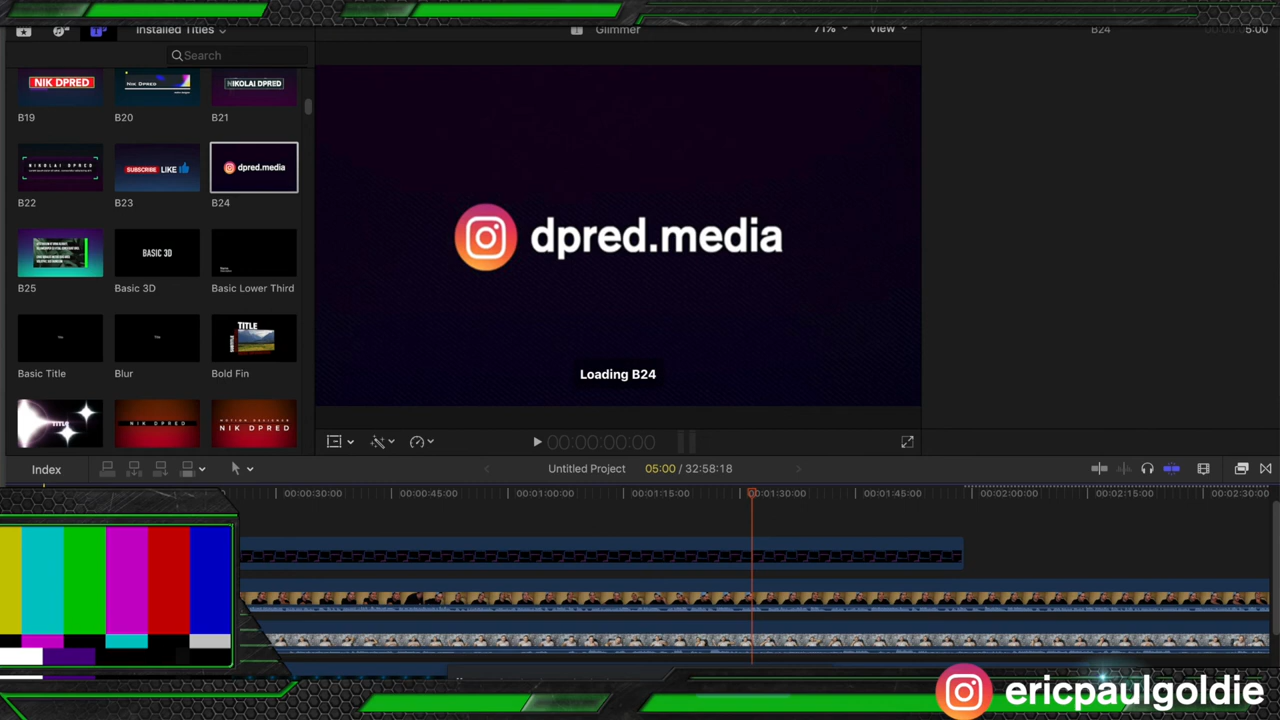 Installed Titles
Glimmer
71%
View
B24
00:00:05:00
Search
NIK DPRED
NIK DPRED
NIKOLAI DPRED
B19
B20
B21
NIKOLAI DPRED
SUBSCRIBE LIKE
dpred.media
B22
B23
B24
BASIC 3D
B25
Basic 3D
Basic Lower Third
Title
Title
TITLE
Basic Title
Blur
Bold Fin
TITLE
NIK DPRED
MOTION DESIGNER
NIK DPRED
dpred.media
Loading B24
00:00:00:00
Index
Untitled Project
05:00 / 32:58:18
00:00:30:00
00:00:45:00
00:01:00:00
00:01:15:00
00:01:30:00
00:01:45:00
00:02:00:00
00:02:15:00
00:02:30:00
ericpaulgoldie